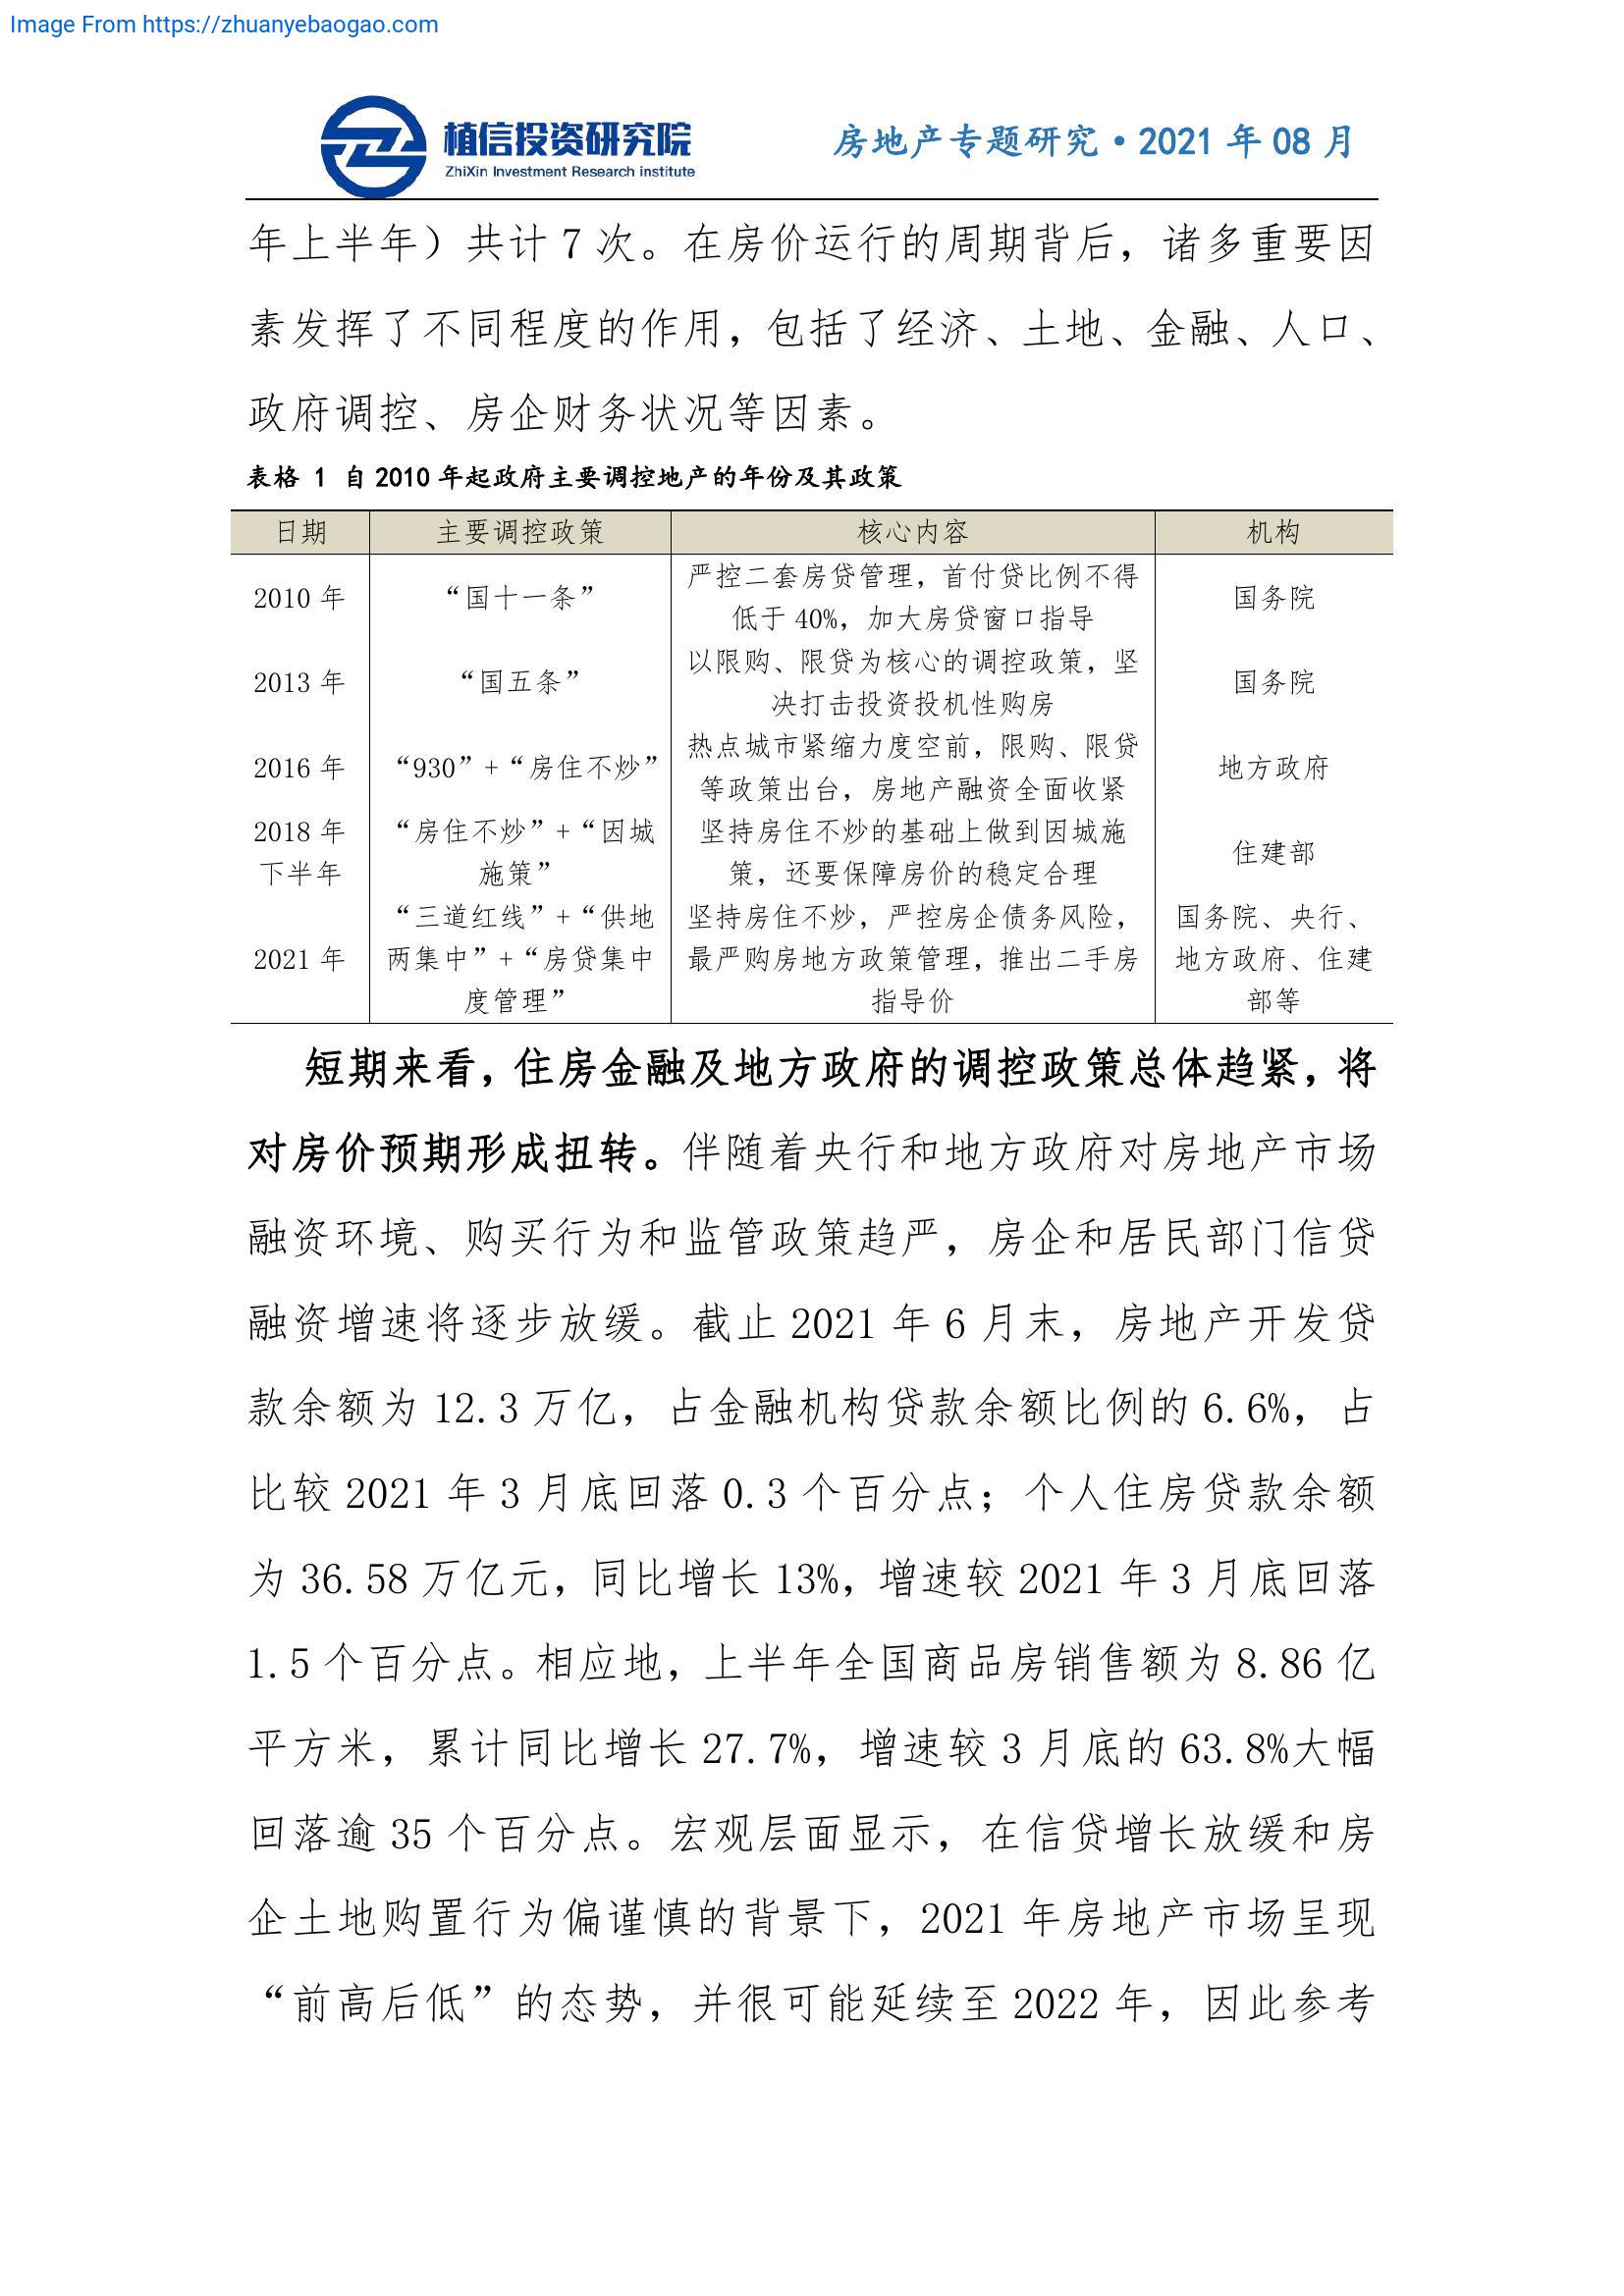 Image From https://zhuanyebaogao.com
植信投资研究院
ZhiXin Investment Research institute
房地产专题研究·2021 年 08 月
年上半年）共计 7 次。在房价运行的周期背后，诸多重要因
素发挥了不同程度的作用，包括了经济、土地、金融、人口、
政府调控、房企财务状况等因素。
表格 1 自 2010 年起政府主要调控地产的年份及其政策
日期 主要调控政策 核心内容 机构
2010 年 “国十一条” 严控二套房贷管理，首付贷比例不得
低于 40%，加大房贷窗口指导 国务院
2013 年 “国五条” 以限购、限贷为核心的调控政策，坚
决打击投资投机性购房 国务院
2016 年 “930”+“房住不炒” 热点城市紧缩力度空前，限购、限贷
等政策出台，房地产融资全面收紧 地方政府
2018 年
下半年 “房住不炒”+“因城
施策” 坚持房住不炒的基础上做到因城施
策，还要保障房价的稳定合理 住建部
2021 年 “三道红线”+“供地
两集中”+“房贷集中
度管理” 坚持房住不炒，严控房企债务风险，
最严购房地方政策管理，推出二手房
指导价 国务院、央行、
地方政府、住建
部等
短期来看，住房金融及地方政府的调控政策总体趋紧，将
对房价预期形成扭转。伴随着央行和地方政府对房地产市场
融资环境、购买行为和监管政策趋严，房企和居民部门信贷
融资增速将逐步放缓。截止 2021 年 6 月末，房地产开发贷
款余额为 12.3 万亿，占金融机构贷款余额比例的 6.6%，占
比较 2021 年 3 月底回落 0.3 个百分点；个人住房贷款余额
为 36.58 万亿元，同比增长 13%，增速较 2021 年 3 月底回落
1.5 个百分点。相应地，上半年全国商品房销售额为 8.86 亿
平方米，累计同比增长 27.7%，增速较 3 月底的 63.8%大幅
回落逾 35 个百分点。宏观层面显示，在信贷增长放缓和房
企土地购置行为偏谨慎的背景下，2021 年房地产市场呈现
“前高后低”的态势，并很可能延续至 2022 年，因此参考